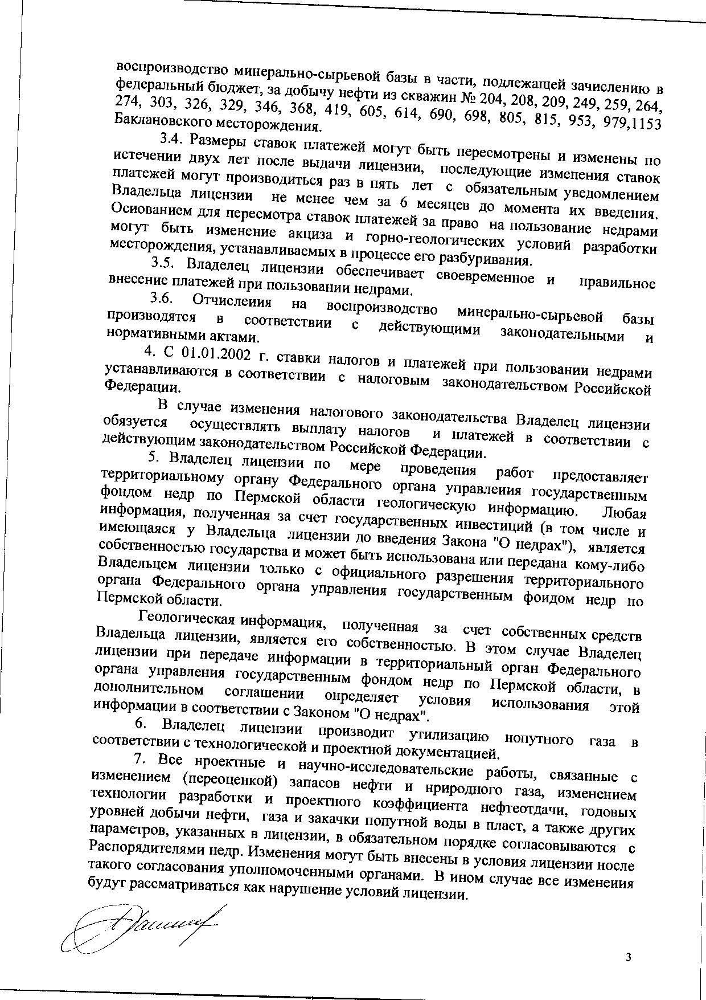 воспроизводство минерально-сырьевой базы в части, подлежащей зачислению в
федеральный бюджет, за добычу нефти из скважин № 204, 208, 209, 249, 259, 264,
274, 303, 326, 329, 346, 368, 419, 605, 614, 690, 698, 805, 815, 953, 979,1153
Баклановского месторождения.
3.4. Размеры ставок платежей могут быть пересмотрены и изменены по
истечении двух лет после выдачи лицензии, последующие изменения ставок
платежей могут производиться раз в пять лет с обязательным уведомлением
Владельца лицензии не менее чем за 6 месяцев до момента их введения.
Основанием для пересмотра ставок платежей за право на пользование недрами
могут быть изменение акциза и горно-геологических условий разработки
месторождения, устанавливаемых в процессе его разбуривания.
3.5. Владелец лицензии обеспечивает своевременное и правильное
внесение платежей при пользовании недрами.
3.6. Отчисления на воспроизводство минерально-сырьевой базы
производятся в соответствии с действующими законодательными и
нормативными актами.
4. С 01.01.2002 г. ставки налогов и платежей при пользовании недрами
устанавливаются в соответствии с налоговым законодательством Российской
Федерации.
В случае изменения налогового законодательства Владелец лицензии
обязуется осуществлять выплату налогов и платежей в соответствии с
действующим законодательством Российской Федерации.
5. Владелец лицензии по мере проведения работ предоставляет
территориальному органу Федерального органа управления государственным
фондом недр по Пермской области геологическую информацию. Любая
информация, полученная за счет государственных инвестиций (в том числе и
имеющаяся у Владельца лицензии до введения Закона "О недрах"), является
собственностью государства и может быть использована или передана кому-либо
Владельцем лицензии только с официального разрешения территориального
органа Федерального органа управления государственным фондом недр по
Пермской области.
Геологическая информация, полученная за счет собственных средств
Владельца лицензии, является его собственностью. В этом случае Владелец
лицензии при передаче информации в территориальный орган Федерального
органа управления государственным фондом недр по Пермской области, в
дополнительном соглашении определяет условия использования этой
информации в соответствии с Законом "О недрах".
6. Владелец лицензии производит утилизацию попутного газа в
соответствии с технологической и проектной документацией.
7. Все проектные и научно-исследовательские работы, связанные с
изменением (переоценкой) запасов нефти и природного газа, изменением
технологии разработки и проектного коэффициента нефтеотдачи, годовых
уровней добычи нефти, газа и закачки попутной воды в пласт, а также других
параметров, указанных в лицензии, в обязательном порядке согласовываются с
Распорядителями недр. Изменения могут быть внесены в условия лицензии после
такого согласования уполномоченными органами. В ином случае все изменения
будут рассматриваться как нарушение условий лицензии.
3